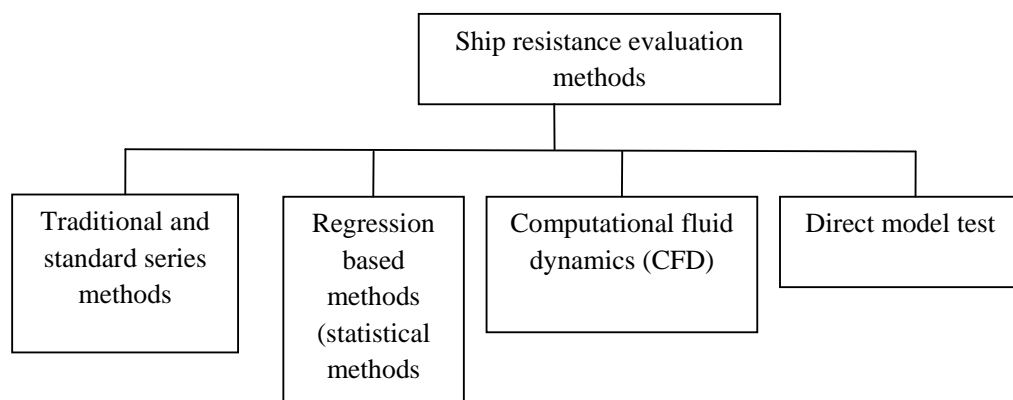 Ship resistance evaluation
methods
Traditional and
standard series
methods
Regression
based
methods
(statistical
methods
Computational fluid
dynamics (CFD)
Direct model test